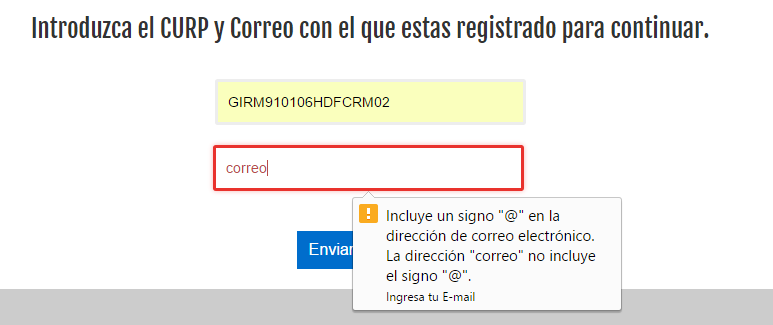 Introduzca el CURP y Correo con el que estas registrado para continuar.
GIRM910106HDFCRM02
correo
Enviar
Incluye un signo "@" en la
dirección de correo electrónico.
La dirección "correo" no incluye
el signo "@".
Ingresa tu E-mail